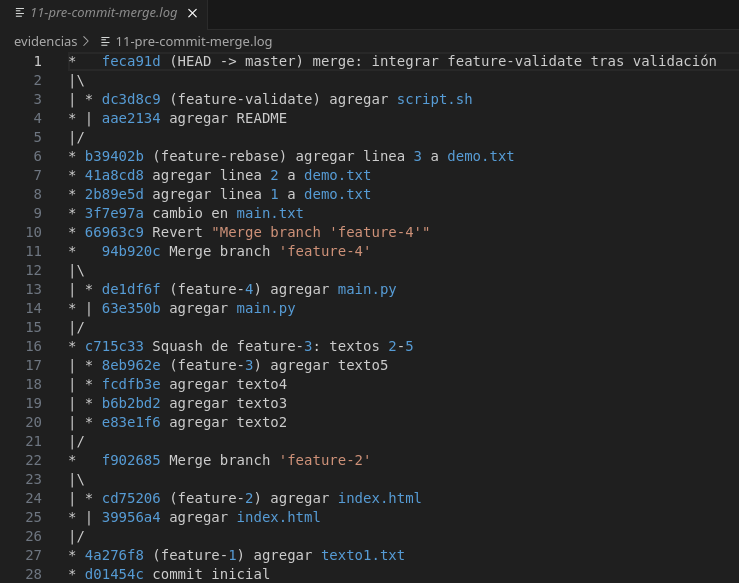 11-pre-commit-merge.log
evidencias > 11-pre-commit-merge.log
1 *   feca91d (HEAD -> master) merge: integrar feature-validate tras validación
2 |\
3 | * dc3d8c9 (feature-validate) agregar script.sh
4 * | aae2134 agregar README
5 |/
6 * b39402b (feature-rebase) agregar linea 3 a demo.txt
7 * 41a8cd8 agregar linea 2 a demo.txt
8 * 2b89e5d agregar linea 1 a demo.txt
9 * 3f7e97a cambio en main.txt
10 * 66963c9 Revert "Merge branch 'feature-4'"
11 *   94b920c Merge branch 'feature-4'
12 |\
13 | * de1df6f (feature-4) agregar main.py
14 * | 63e350b agregar main.py
15 |/
16 * c715c33 Squash de feature-3: textos 2-5
17 | * 8eb962e (feature-3) agregar texto5
18 | * fcdfb3e agregar texto4
19 | * b6b2bd2 agregar texto3
20 | * e83e1f6 agregar texto2
21 |/
22 *   f902685 Merge branch 'feature-2'
23 |\
24 | * cd75206 (feature-2) agregar index.html
25 * | 39956a4 agregar index.html
26 |/
27 * 4a276f8 (feature-1) agregar texto1.txt
28 * d01454c commit inicial